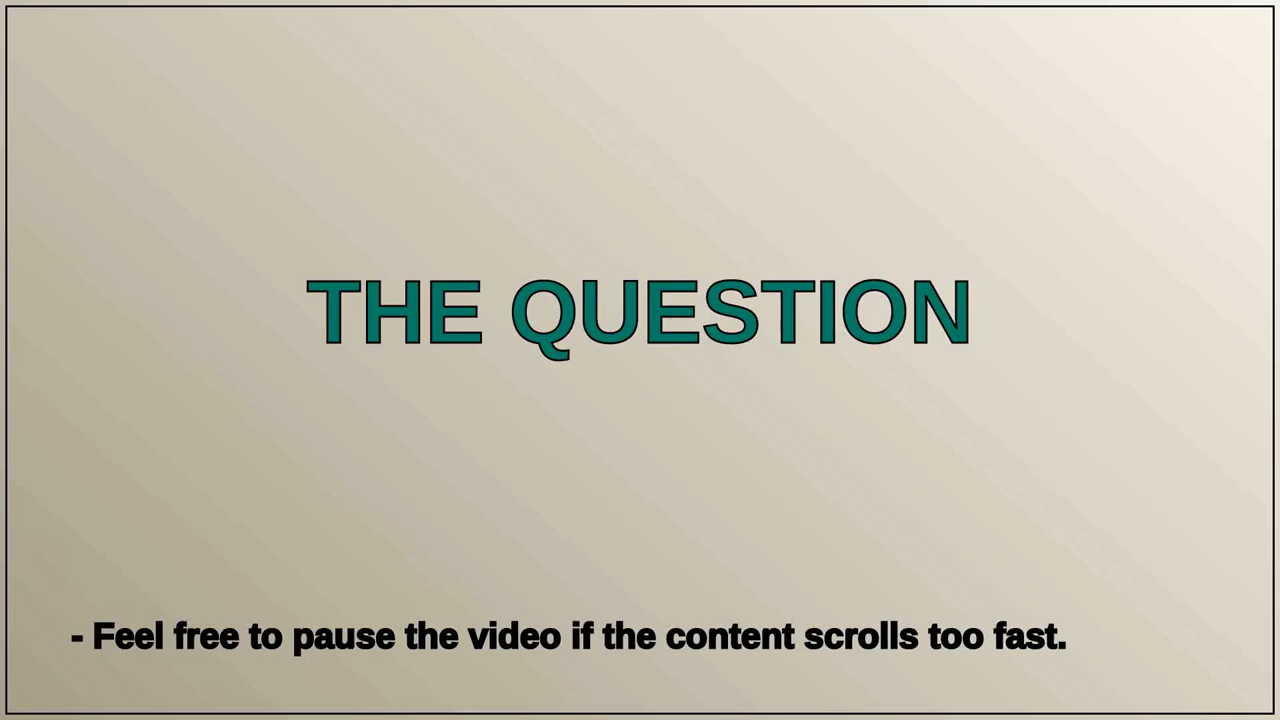 THE QUESTION
- Feel free to pause the video if the content scrolls too fast.